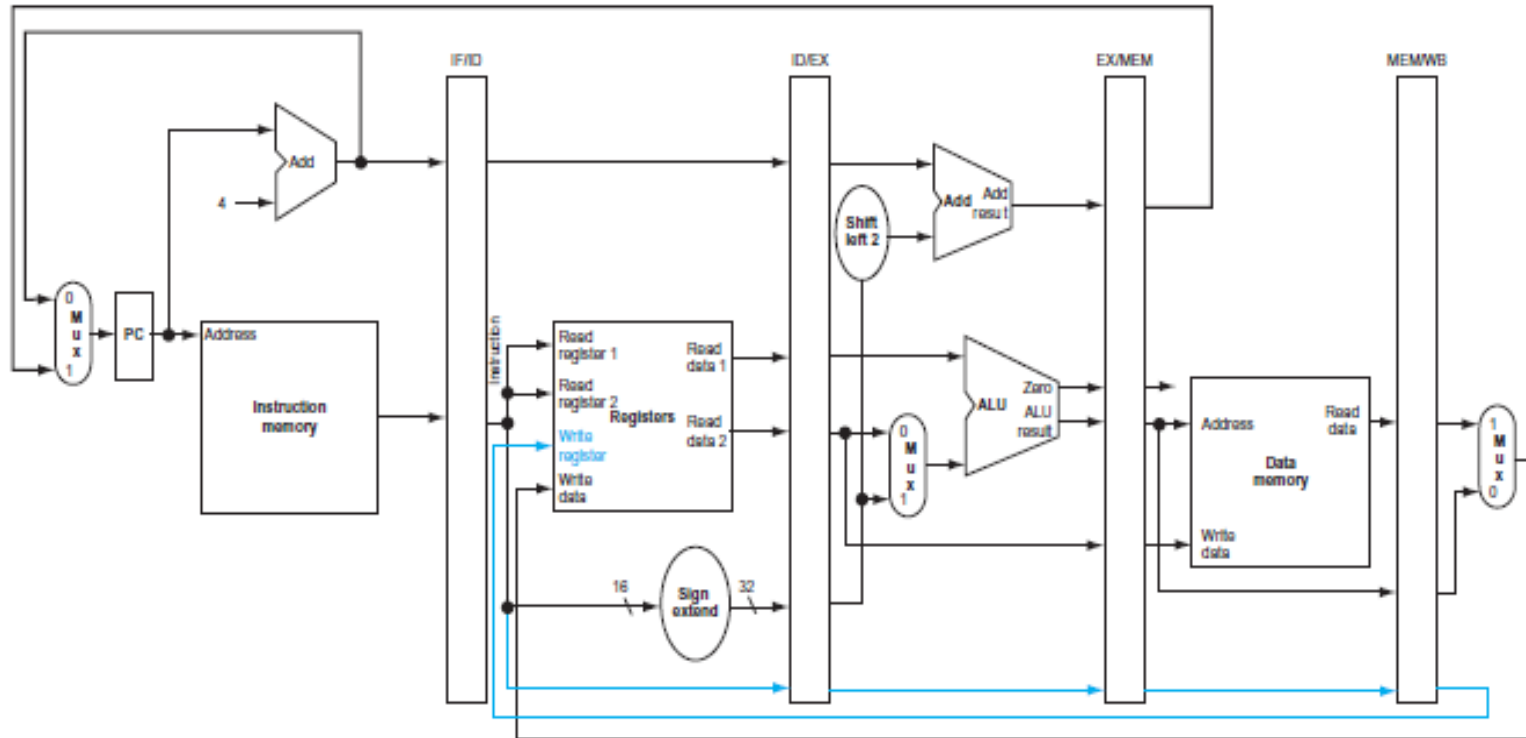 IF/ID
ID/EX
EX/MEM
MEM/WB
Add
4
Shift
left 2
Add
Add
resu t
0
M
u
x
1
PC
Address
Instruction
memory
Instruction
Read
register 1
Read
register 2
Write
register
Write
data
Registers
Read
data 1
Read
data 2
16
Sign
extend
32
0
M
u
x
1
ALU
Zero
ALU
result
Address
Write
data
Data
memory
Read
data
1
M
u
x
0